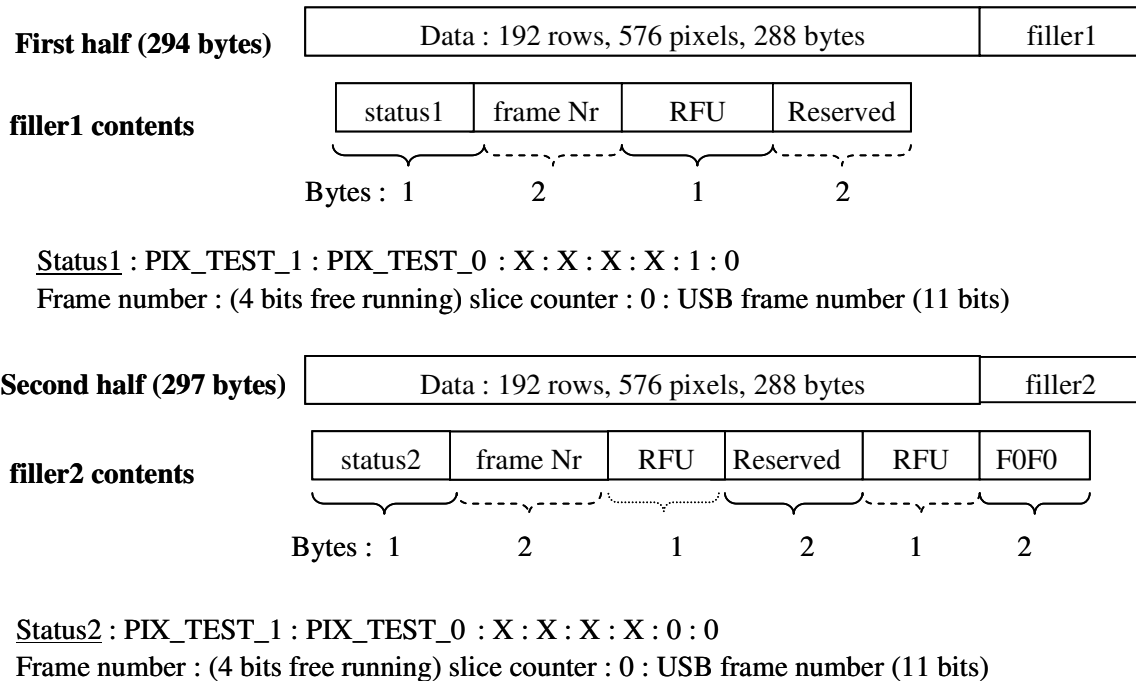 First half (294 bytes) Data : 192 rows, 576 pixels, 288 bytes filler1
filler1 contents status1 frame Nr RFU Reserved
Bytes : 1 2 1 2
Status1 : PIX_TEST_1 : PIX_TEST_0 : X : X : X : X : 1 : 0
Frame number : (4 bits free running) slice counter : 0 : USB frame number (11 bits)
Second half (297 bytes) Data : 192 rows, 576 pixels, 288 bytes filler2
filler2 contents status2 frame Nr RFU Reserved RFU F0F0
Bytes : 1 2 1 2 1 2
Status2 : PIX_TEST_1 : PIX_TEST_0 : X : X : X : X : 0 : 0
Frame number : (4 bits free running) slice counter : 0 : USB frame number (11 bits)